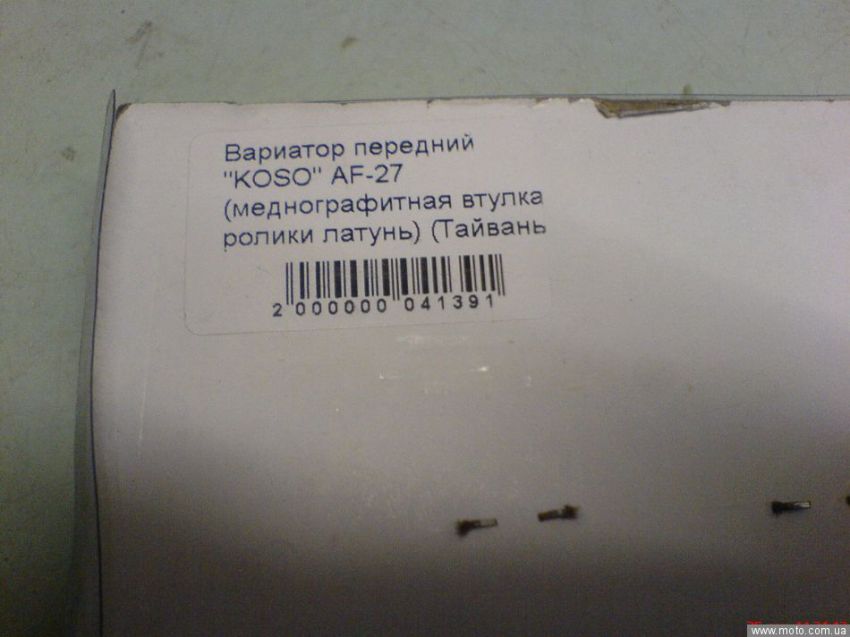 Вариатор передний
"KOSO" AF-27
(меднографитная втулка
ролики латунь) (Тайвань
2 000000 041391
www.moto.com.ua